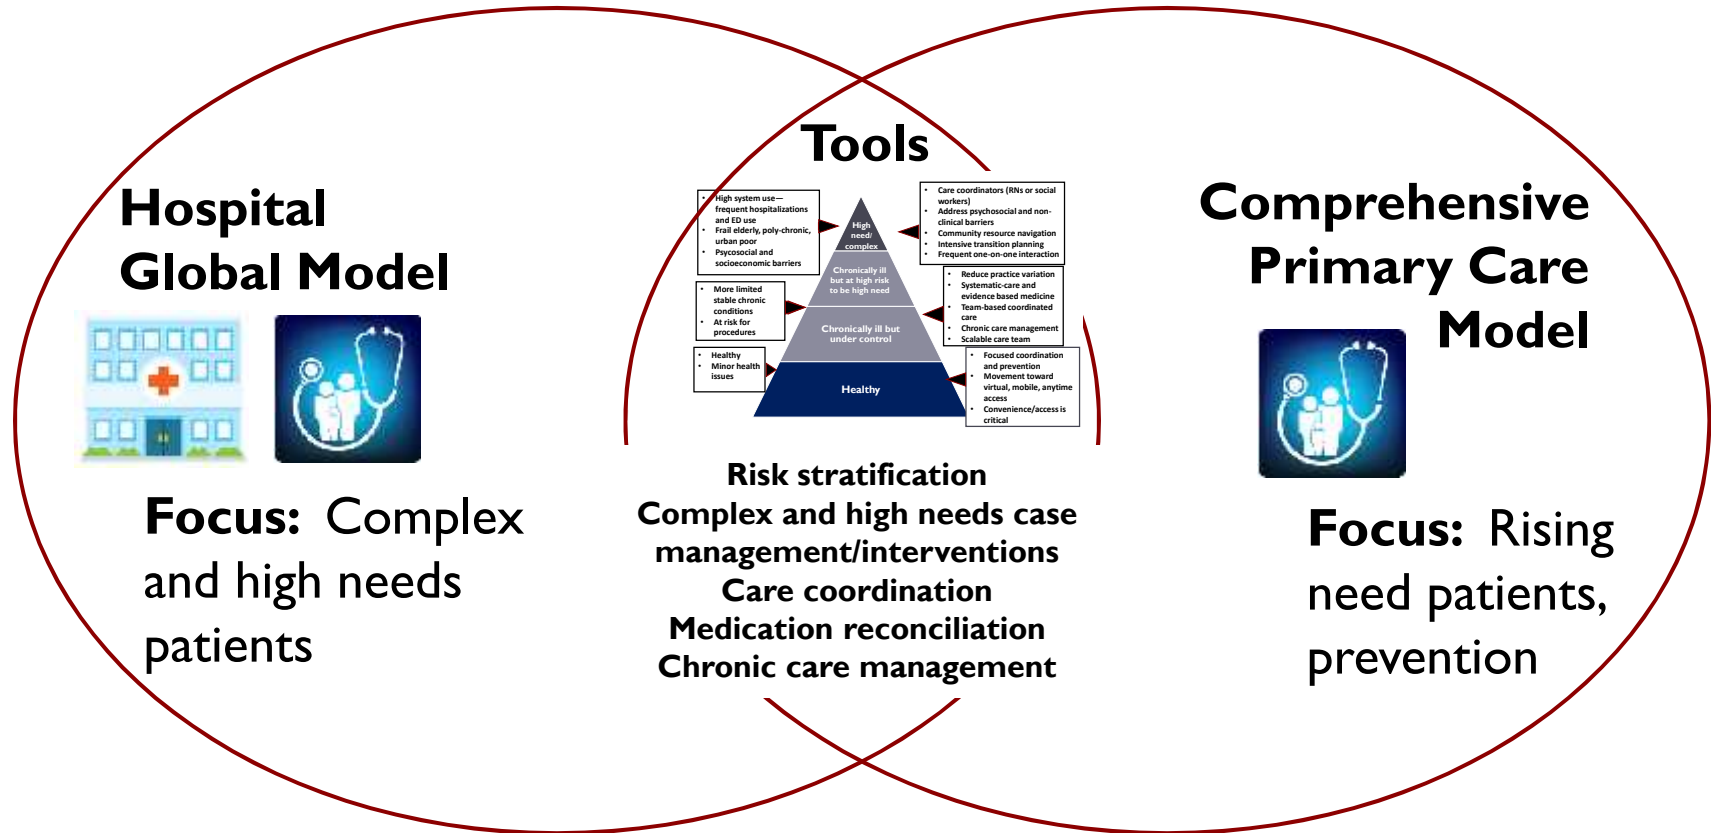 Tools
Hospital
Global Model
Focus: Complex
and high needs
patients
• High system use—
frequent hospitalizations
and ED use
• Frail elderly, poly-chronic,
urban poor
• Psycosocial and
socioeconomic barriers
• More limited
stable chronic
conditions
• At risk for
procedures
• Healthy
• Minor health
issues
High
need/
complex
Chronically ill
but at high risk
to be high need
Chronically ill but
under control
Healthy
• Care coordinators (RNs or social
workers)
• Address psychosocial and non-
clinical barriers
• Community resource navigation
• Intensive transition planning
• Frequent one-on-one interaction
• Reduce practice variation
• Systematic-care and
evidence based medicine
• Team-based coordinated
care
• Chronic care management
• Scalable care team
• Focused coordination
and prevention
• Movement toward
virtual, mobile, anytime
access
• Convenience/access is
critical
Risk stratification
Complex and high needs case
management/interventions
Care coordination
Medication reconciliation
Chronic care management
Comprehensive
Primary Care
Model
Focus: Rising
need patients,
prevention